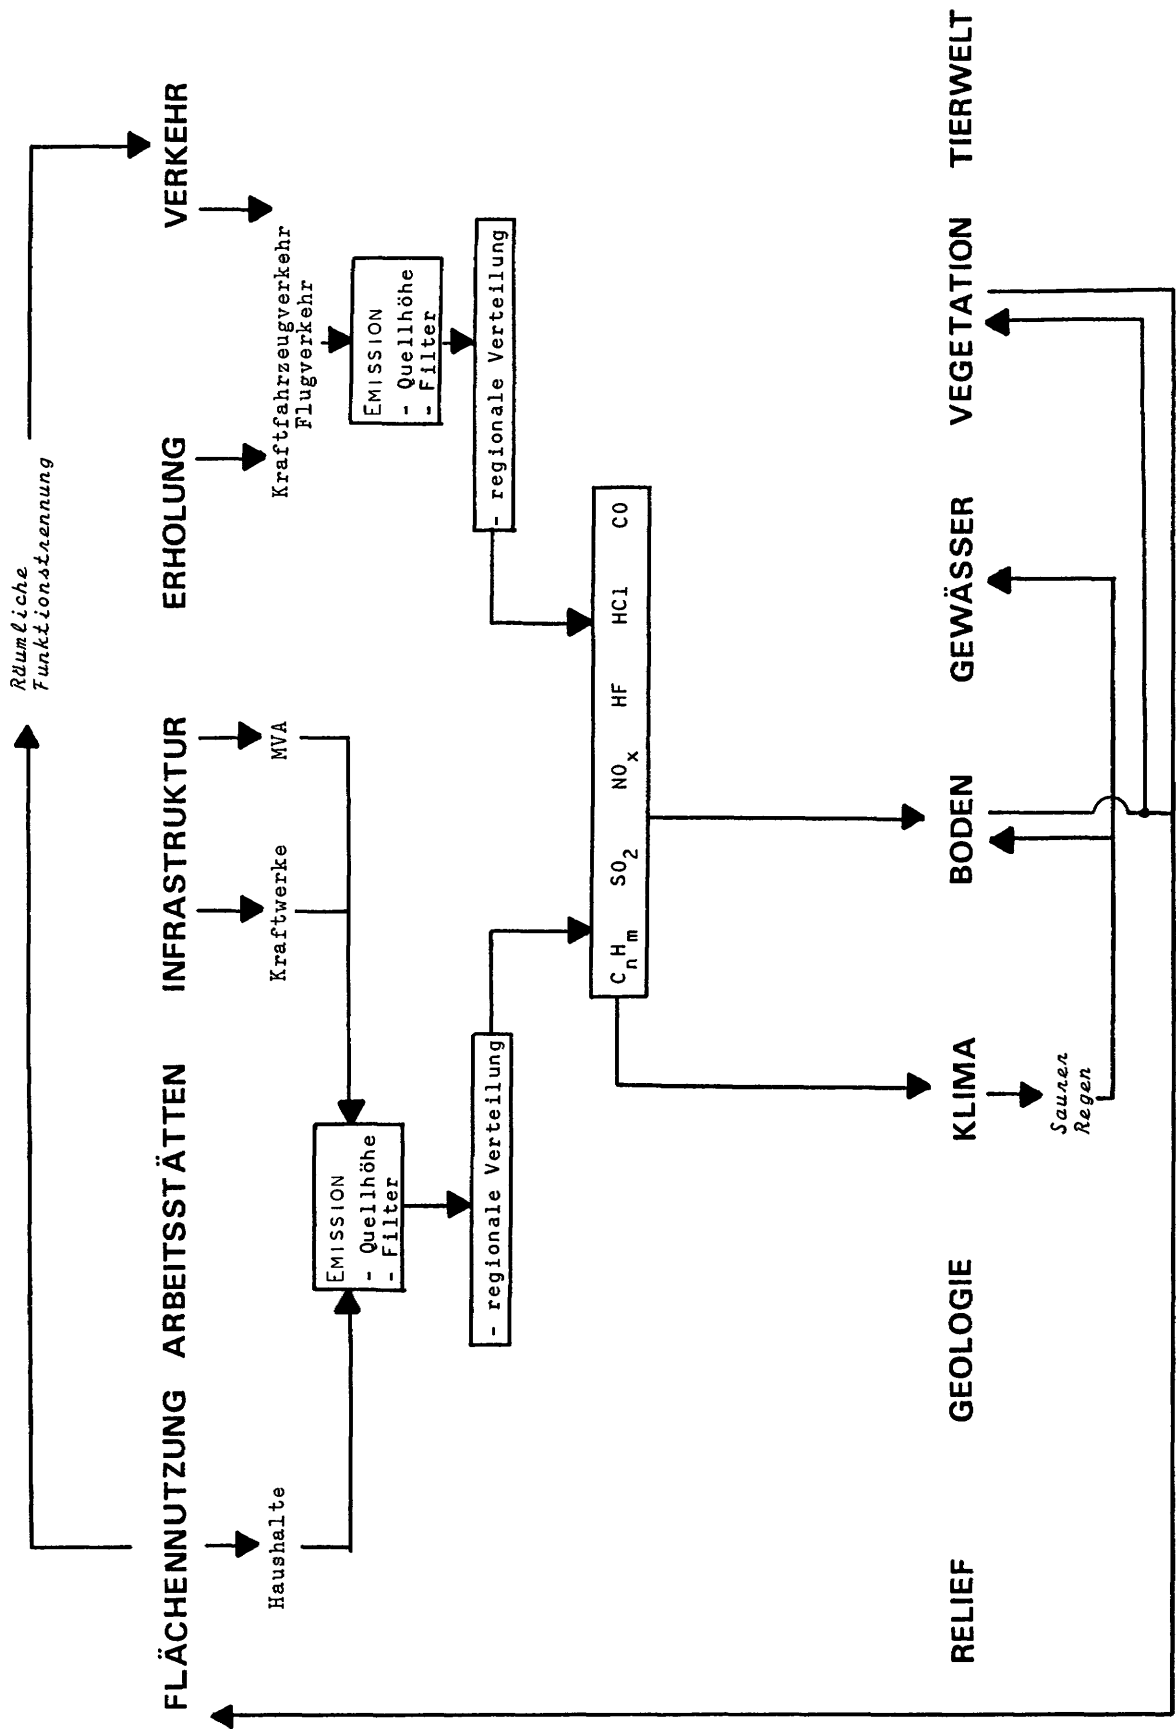 Räumliche
Funktionstrennung
FLÄCHENNUTZUNG ARBEITSSTÄTTEN INFRASTRUKTUR ERHOLUNG VERKEHR
Haushalte
Kraftwerke
MVA
Kraftfahrzeugverkehr
Flugverkehr
EMISSION
- Quellhöhe
- Filter
EMISSION
- Quellhöhe
- Filter
- regionale Verteilung
- regionale Verteilung
CnHm SO2 NOx HF HCl CO
RELIEF GEOLOGIE KLIMA BODEN GEWÄSSER VEGETATION TIERWELT
Saurer
Regen